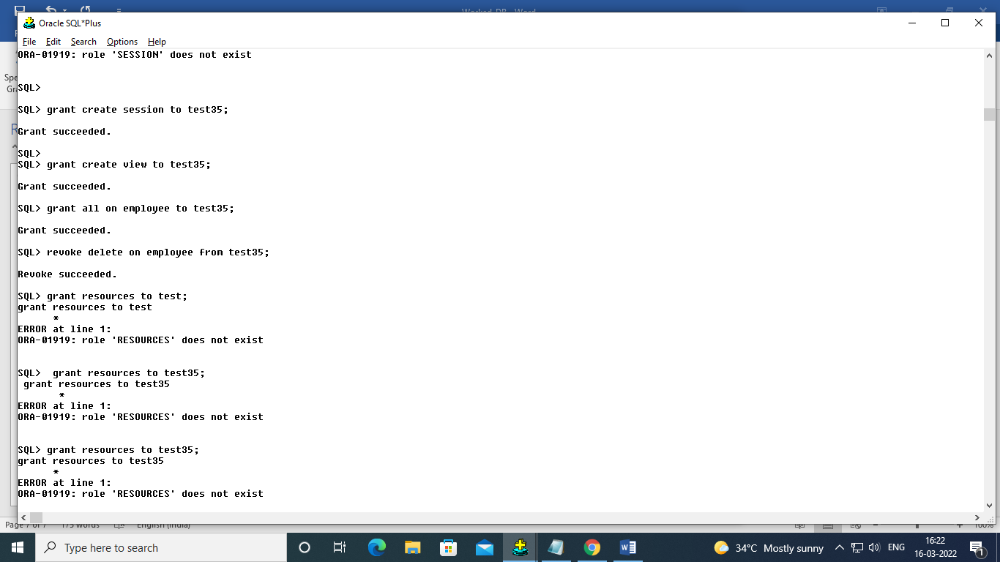 Worked_DB - Word
Oracle SQL*Plus
File Edit Search Options Help
ORA-01919: role 'SESSION' does not exist
SQL>
SQL> grant create session to test35;
Grant succeeded.
SQL>
SQL> grant create view to test35;
Grant succeeded.
SQL> grant all on employee to test35;
Grant succeeded.
SQL> revoke delete on employee from test35;
Revoke succeeded.
SQL> grant resources to test;
grant resources to test
*
ERROR at line 1:
ORA-01919: role 'RESOURCES' does not exist
SQL>  grant resources to test35;
grant resources to test35
*
ERROR at line 1:
ORA-01919: role 'RESOURCES' does not exist
SQL> grant resources to test35;
grant resources to test35
*
ERROR at line 1:
ORA-01919: role 'RESOURCES' does not exist
Spe
Gr
R
Page 7 of 7 175 words English (India) 100%
Type here to search
34°C Mostly sunny ENG
16:22
16-03-2022
1